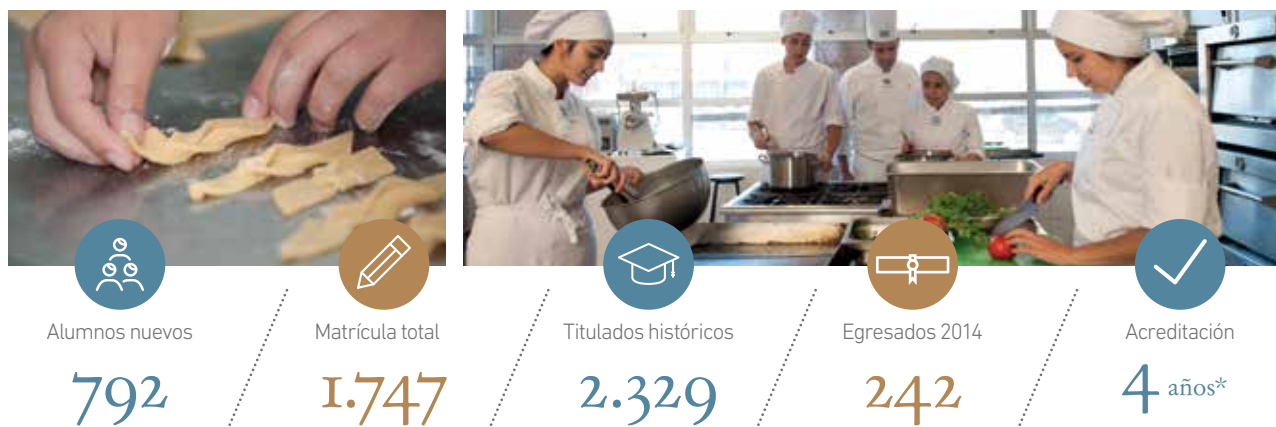 Alumnos nuevos
792
Matrícula total
1.747
Titulados históricos
2.329
Egresados 2014
242
Acreditación
4 años*